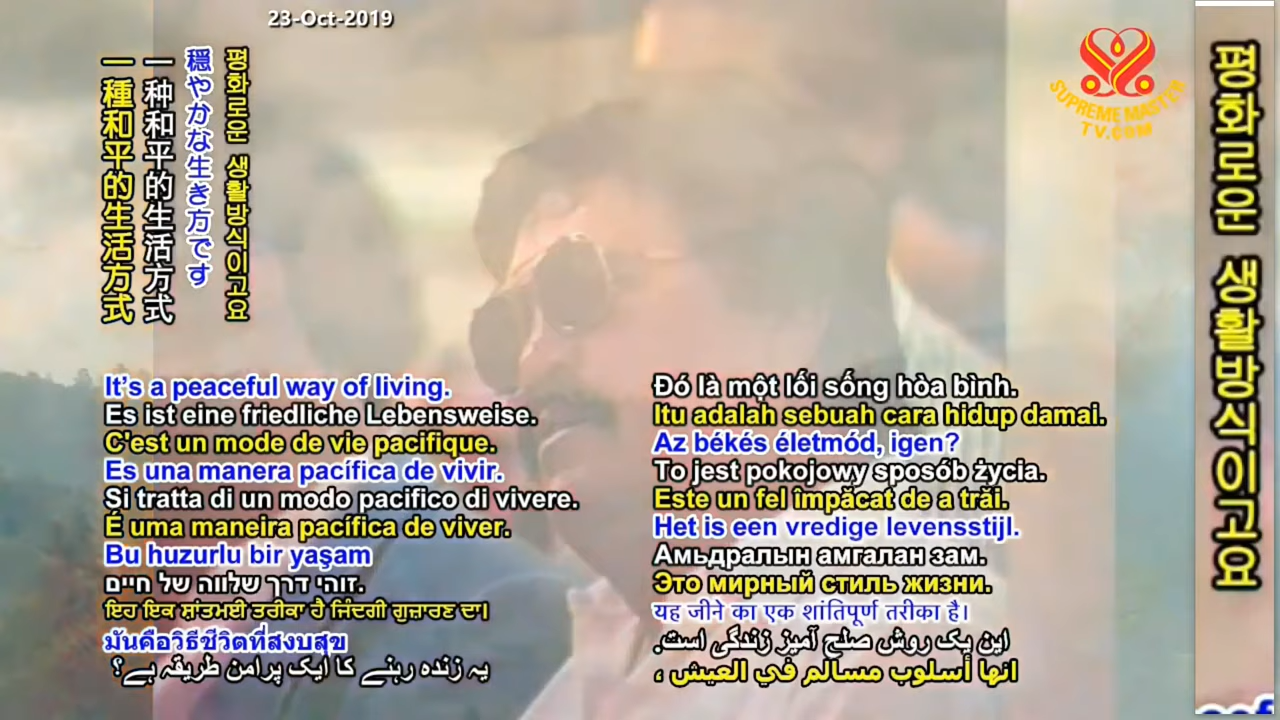 23-Oct-2019
평화로운 생활방식이고요
穏やかな生き方です
一种和平的生活方式
一種和平的生活方式
SUPREME MASTER
TV.COM
평화로운 생활방식이고요
It’s a peaceful way of living.
Es ist eine friedliche Lebensweise.
C'est un mode de vie pacifique.
Es una manera pacífica de vivir.
Si tratta di un modo pacifico di vivere.
É uma maneira pacífica de viver.
Bu huzurlu bir yaşam
זוהי דרך שלווה של חיים.
ਇਹ ਇਕ ਸ਼ਾਂਤਮਈ ਤਰੀਕਾ ਹੈ ਜਿੰਦਗੀ ਗੁਜ਼ਾਰਣ ਦਾ।
มันคือวิธีชีวิตที่สงบสุข
یہ زندہ رہنے کا ایک پرامن طریقہ ہے؟
Đó là một lối sống hòa bình.
Itu adalah sebuah cara hidup damai.
Az békés életmód, igen?
To jest pokojowy sposób życia.
Este un fel împăcat de a trăi.
Het is een vredige levensstijl.
Амьдралын амгалан зам.
Это мирный стиль жизни.
यह जीने का एक शांतिपूर्ण तरीका है।
این یک روش صلح آمیز زندگی است.
انها أسلوب مسالم في العيش ،